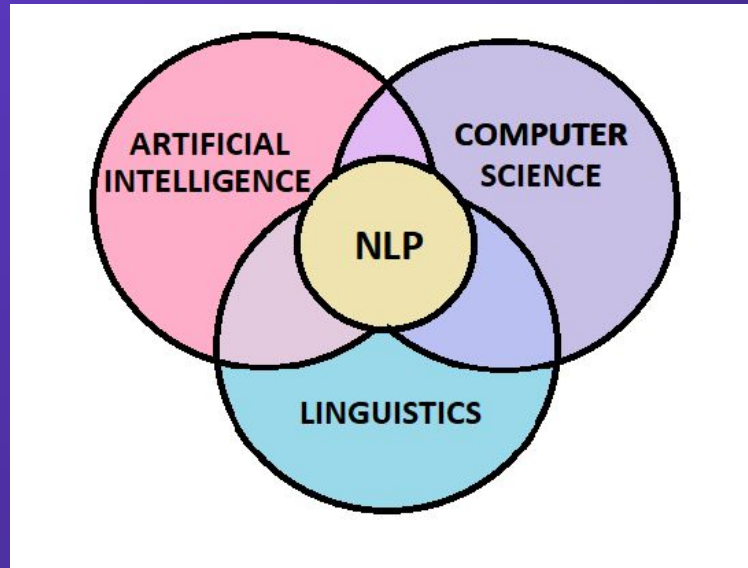 ARTIFICIAL
INTELLIGENCE
COMPUTER
SCIENCE
NLP
LINGUISTICS